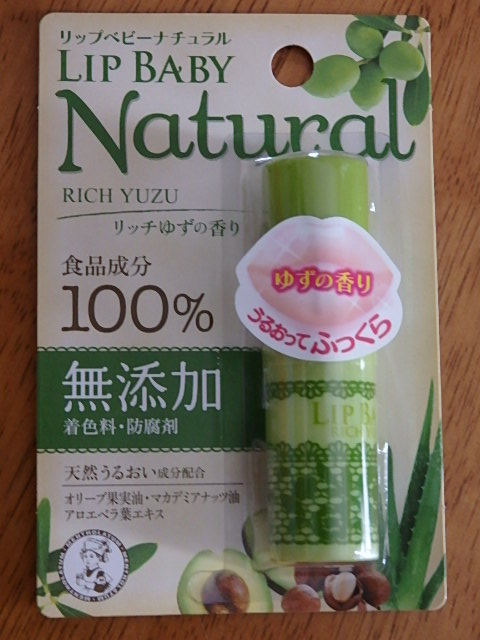 リップベビーナチュラル
LIP BABY
Natural
RICH YUZU
リッチゆずの香り
食品成分
100%
無添加
着色料・防腐剤
天然うるおい成分配合
オリーブ果実油・マカデミアナッツ油
アロエベラ葉エキス
ゆずの香り
うるおってふっくら
LIP BA
MENTHOLATUM